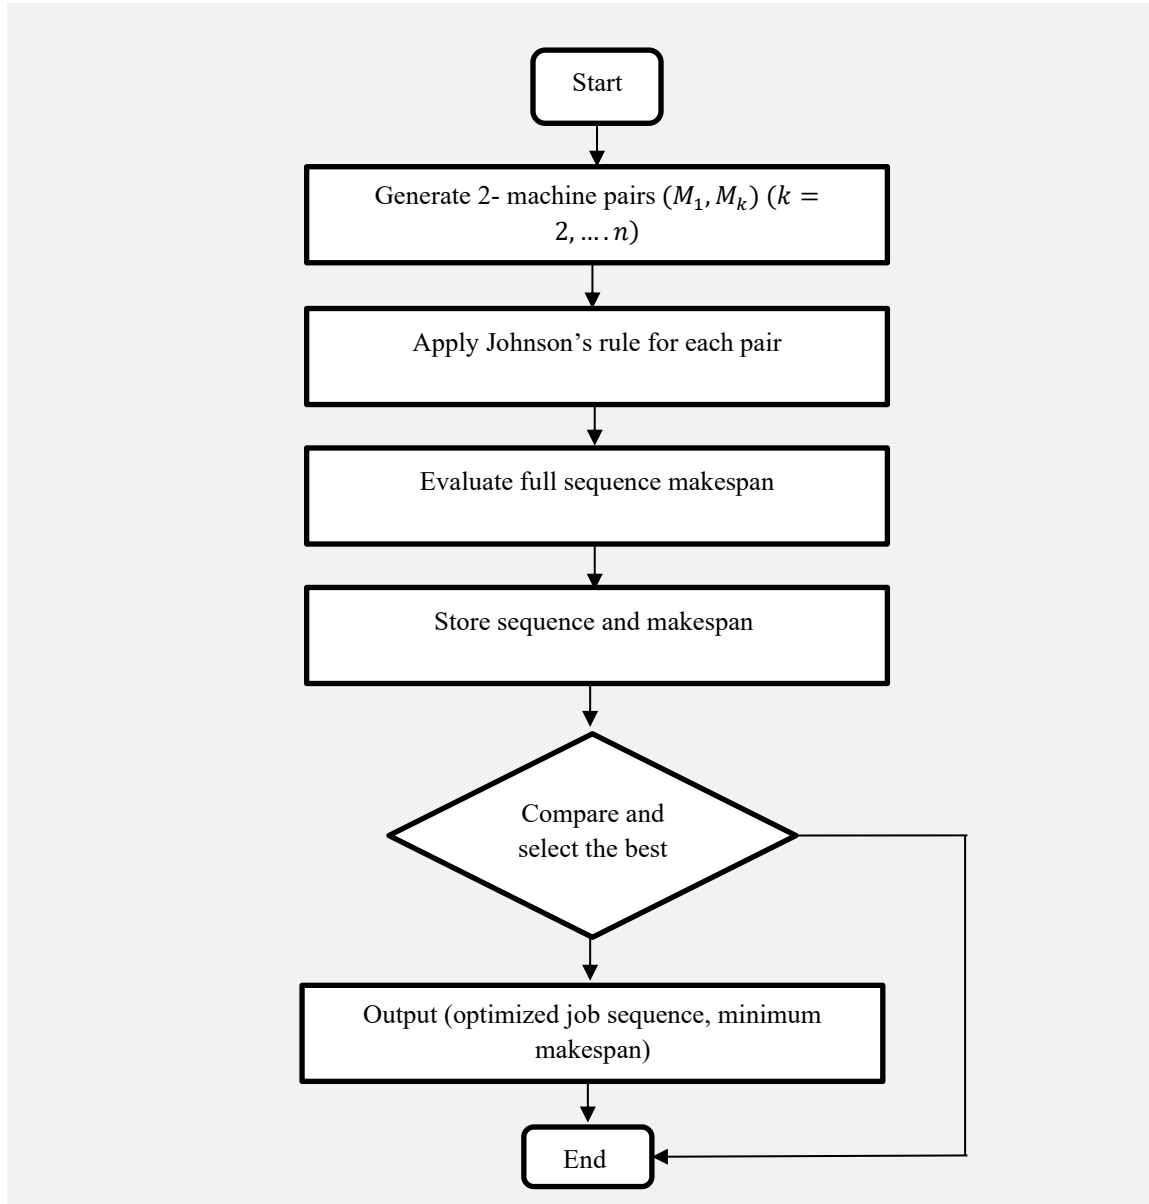 Start
Generate 2- machine pairs (𝑀₁, 𝑀ₖ) (𝑘 =
2, … . 𝑛)
Apply Johnson’s rule for each pair
Evaluate full sequence makespan
Store sequence and makespan
Compare and
select the best
Output (optimized job sequence, minimum
makespan)
End